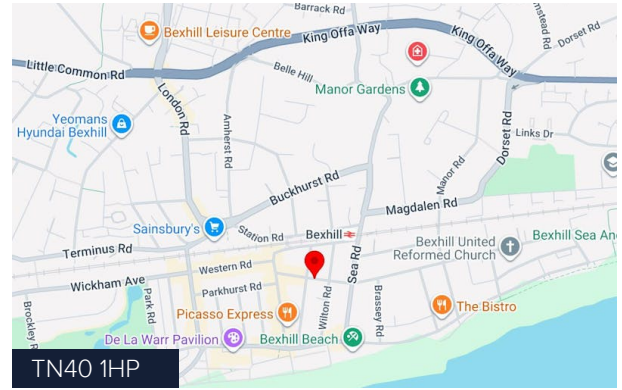 Barrack Rd
Bexhill Leisure Centre
King Offa Way
King Offa Way
Dorset Rd
Little Common Rd
Belle Hill
Manor Gardens
London Rd
Yeomans
Hyundai Bexhill
Amherst Rd
Links Dr
Dorset Rd
Manor Rd
Buckhurst Rd
Magdalen Rd
Sainsbury's
Station Rd
Bexhill
Terminus Rd
Bexhill United
Reformed Church
Bexhill Sea An
Western Rd
Sea Rd
Wickham Ave
Parkhurst Rd
Park Rd
Wilton Rd
Brassey Rd
Brockley Rd
Picasso Express
The Bistro
De La Warr Pavilion
Bexhill Beach
TN40 1HP